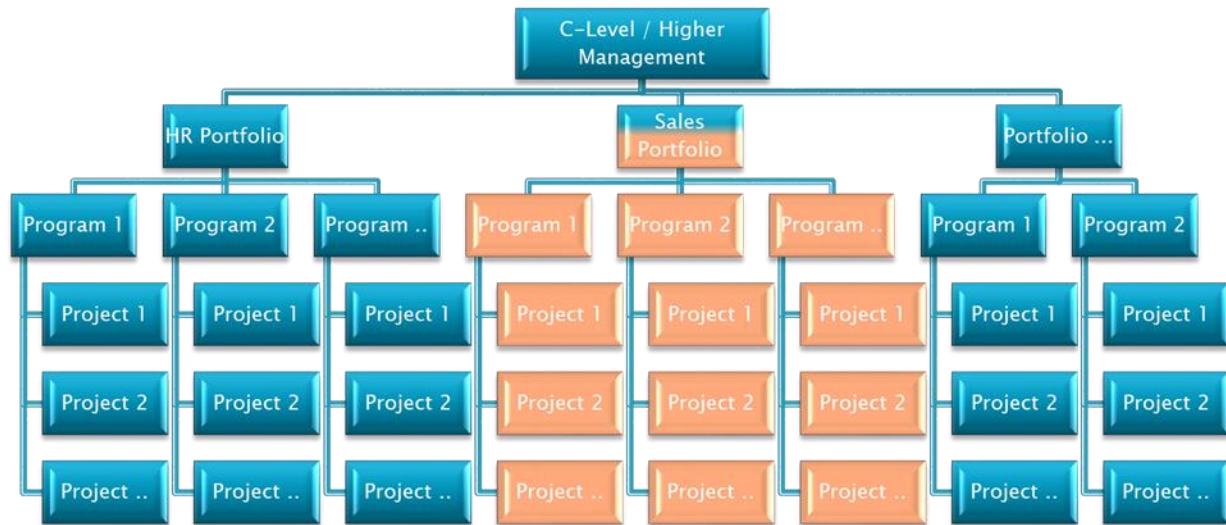 C-Level / Higher
Management
HR Portfolio
Sales
Portfolio
Portfolio ...
Program 1
Program 2
Program ..
Program 1
Program 2
Program ..
Program 1
Program 2
Project 1
Project 1
Project 1
Project 1
Project 1
Project 1
Project 1
Project 1
Project 2
Project 2
Project 2
Project 2
Project 2
Project 2
Project 2
Project 2
Project ..
Project ..
Project ..
Project ..
Project ..
Project ..
Project ..
Project ..